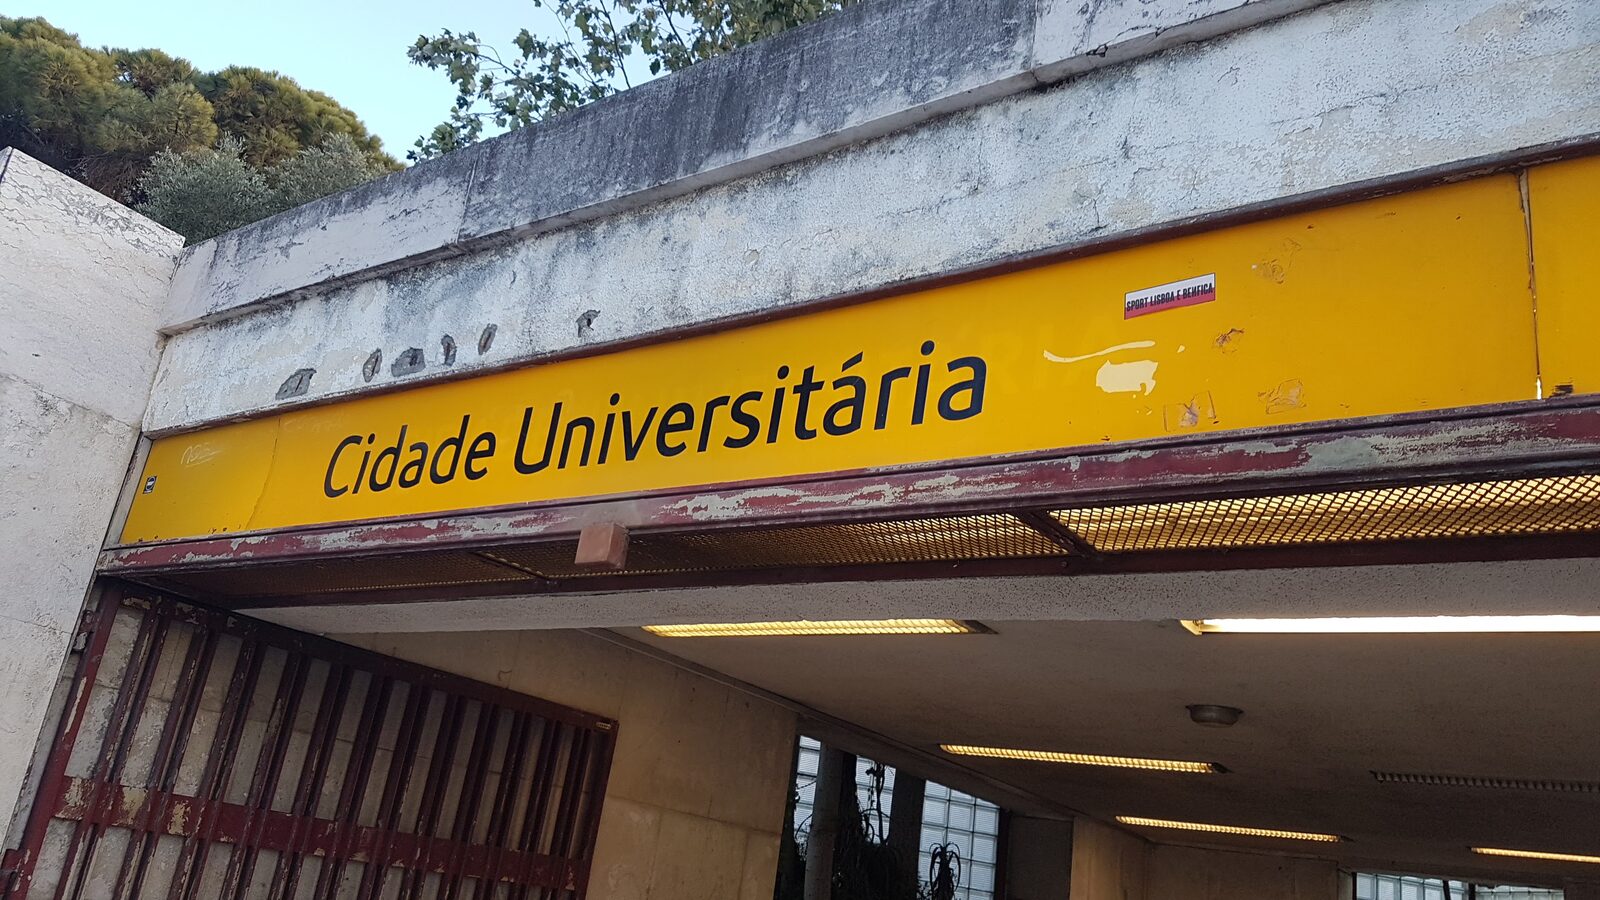 SPORT LISBOA E BENFICA
Cidade Universitária